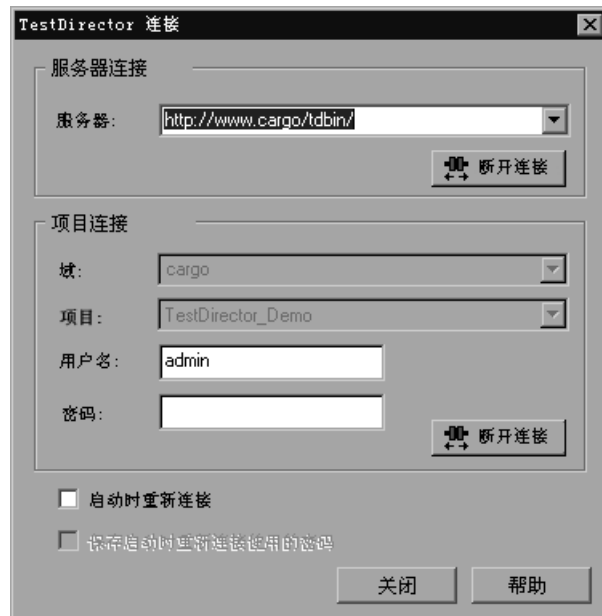 TestDirector 连接
服务器连接
服务器: http://www.cargo/tdbin/
断开连接
项目连接
域: cargo
项目: TestDirector_Demo
用户名: admin
密码:
断开连接
启动时重新连接
保存启动时重新连接使用的密码
关闭 帮助